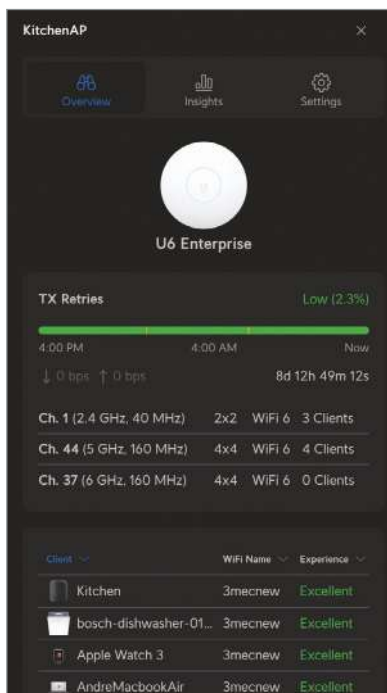 KitchenAP
Overview Insights Settings
U6 Enterprise
TX Retries Low (2.3%)
4:00 PM 4:00 AM Now
↓ 0 bps ↑ 0 bps 8d 12h 49m 12s
Ch. 1 (2.4 GHz, 40 MHz) 2x2 WiFi 6 3 Clients
Ch. 44 (5 GHz, 160 MHz) 4x4 WiFi 6 4 Clients
Ch. 37 (6 GHz, 160 MHz) 4x4 WiFi 6 0 Clients
Client WiFi Name Experience
Kitchen 3mecnew Excellent
bosch-dishwasher-01... 3mecnew Excellent
Apple Watch 3 3mecnew Excellent
AndreMacbookAir 3mecnew Excellent